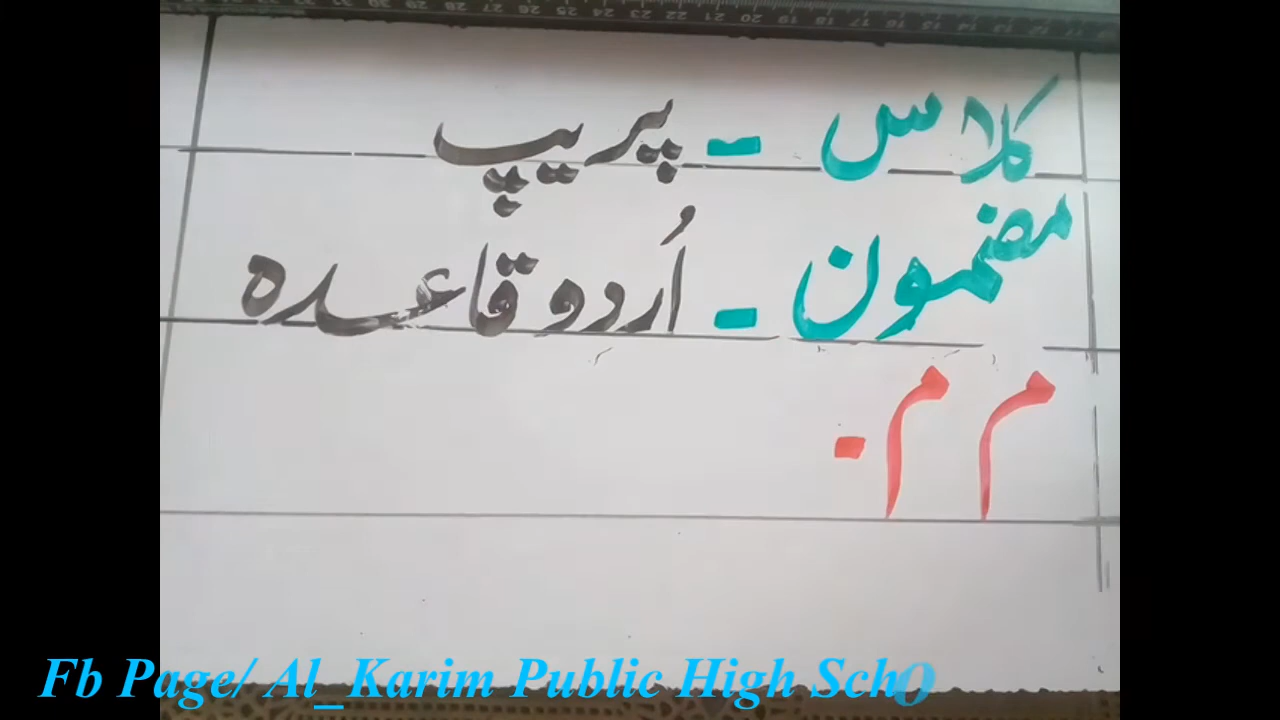 کلاس - پریپ
مضمون - اُردو قاعدہ
م م -
Fb Page/ Al_Karim Public High Scho